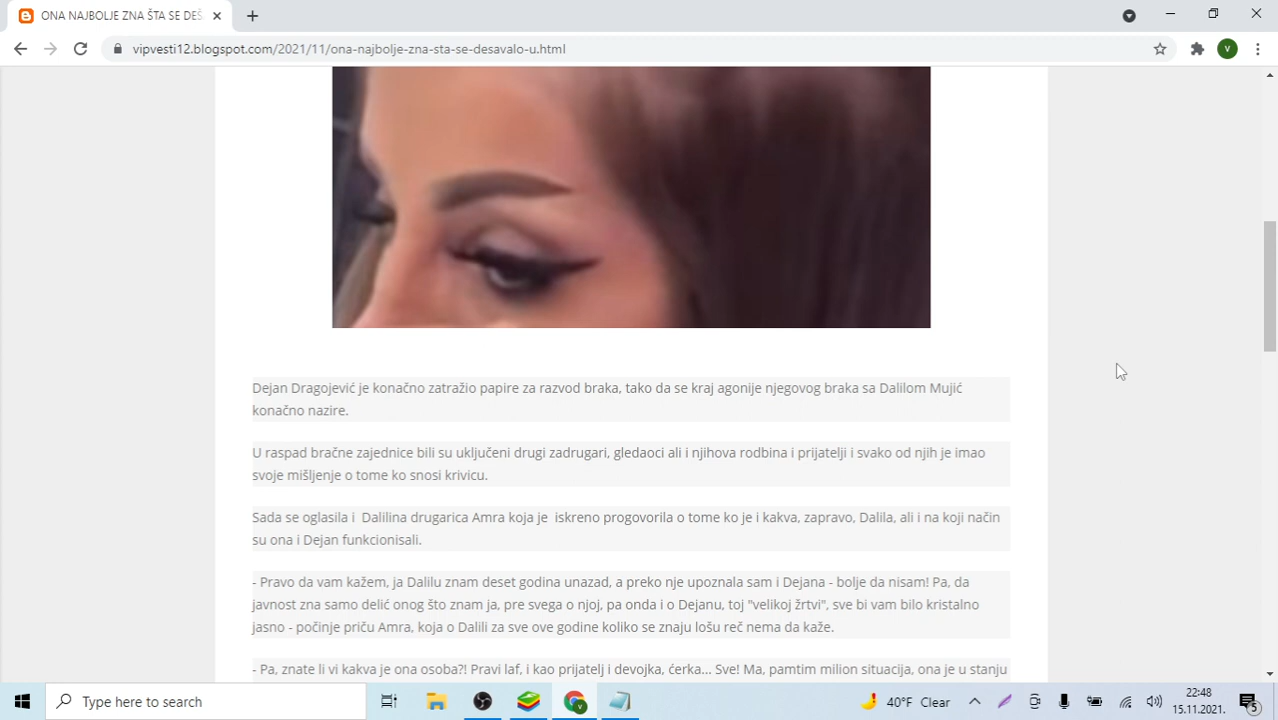 ONA NAJBOLJE ZNA ŠTA SE DEŠ
vipvesti12.blogspot.com/2021/11/ona-najbolje-zna-sta-se-desavalo-u.html
V
Dejan Dragojević je konačno zatražio papire za razvod braka, tako da se kraj agonije njegovog braka sa Dalilom Mujić
konačno nazire.
U raspad bračne zajednice bili su uključeni drugi zadrugari, gledaoci ali i njihova rodbina i prijatelji i svako od njih je imao
svoje mišljenje o tome ko snosi krivicu.
Sada se oglasila i  Dalilina drugarica Amra koja je  iskreno progovorila o tome ko je i kakva, zapravo, Dalila, ali i na koji način
su ona i Dejan funkcionisali.
- Pravo da vam kažem, ja Dalilu znam deset godina unazad, a preko nje upoznala sam i Dejana - bolje da nisam! Pa, da
javnost zna samo delić onog što znam ja, pre svega o njoj, pa onda i o Dejanu, toj "velikoj žrtvi", sve bi vam bilo kristalno
jasno - počinje priču Amra, koja o Dalili za sve ove godine koliko se znaju lošu reč nema da kaže.
- Pa, znate li vi kakva je ona osoba?! Pravi laf, i kao prijatelj i devojka, ćerka... Sve! Ma, pamtim milion situacija, ona je u stanju
Type here to search
V
40°F Clear
22:48
15.11.2021.
5